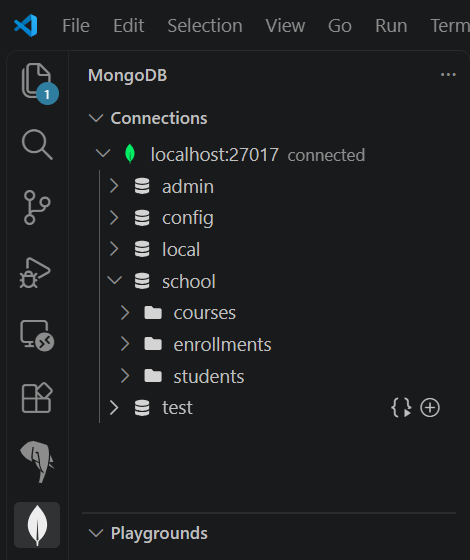 File Edit Selection View Go Run Term
MongoDB
1
Connections
localhost:27017 connected
admin
config
local
school
courses
enrollments
students
test
Playgrounds